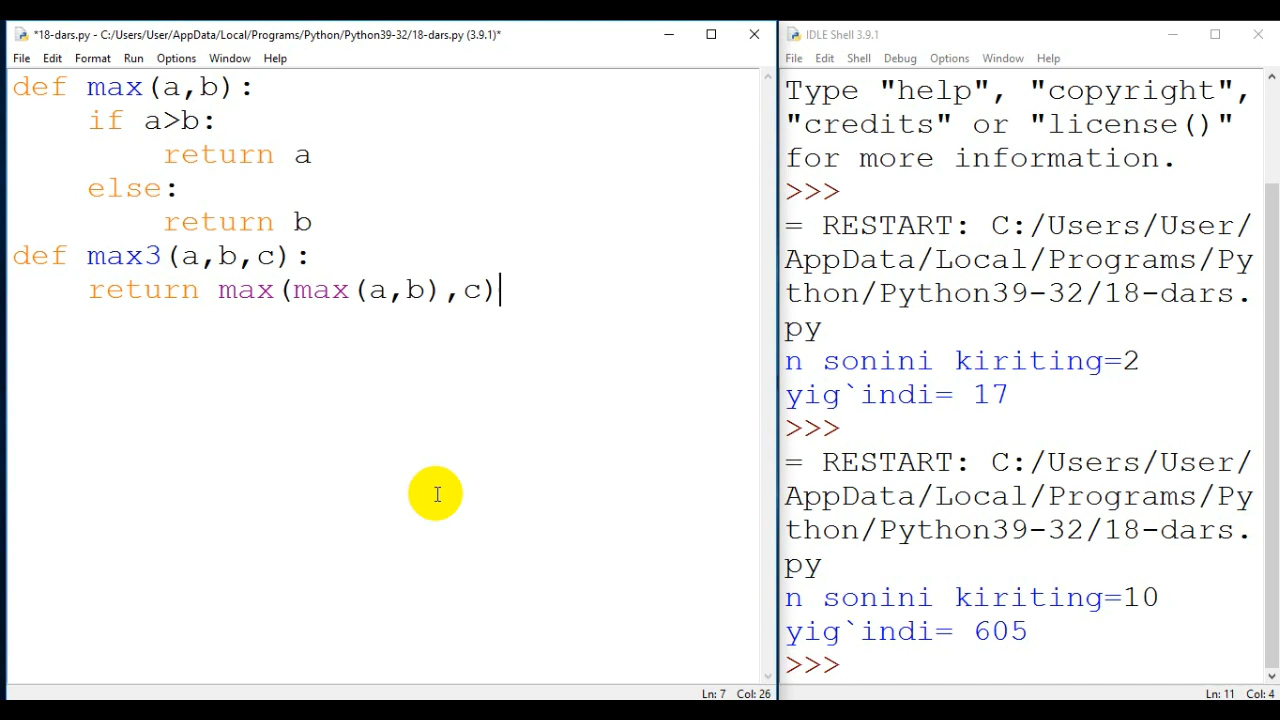 *18-dars.py - C:/Users/User/AppData/Local/Programs/Python/Python39-32/18-dars.py (3.9.1)*
File Edit Format Run Options Window Help
def max(a,b):
    if a>b:
        return a
    else:
        return b
def max3(a,b,c):
    return max(max(a,b),c)
Ln: 7 Col: 26
IDLE Shell 3.9.1
File Edit Shell Debug Options Window Help
Type "help", "copyright",
"credits" or "license()"
for more information.
>>>
= RESTART: C:/Users/User/
AppData/Local/Programs/Py
thon/Python39-32/18-dars.
py
n sonini kiriting=2
yig`indi= 17
>>>
= RESTART: C:/Users/User/
AppData/Local/Programs/Py
thon/Python39-32/18-dars.
py
n sonini kiriting=10
yig`indi= 605
>>>
Ln: 11 Col: 4